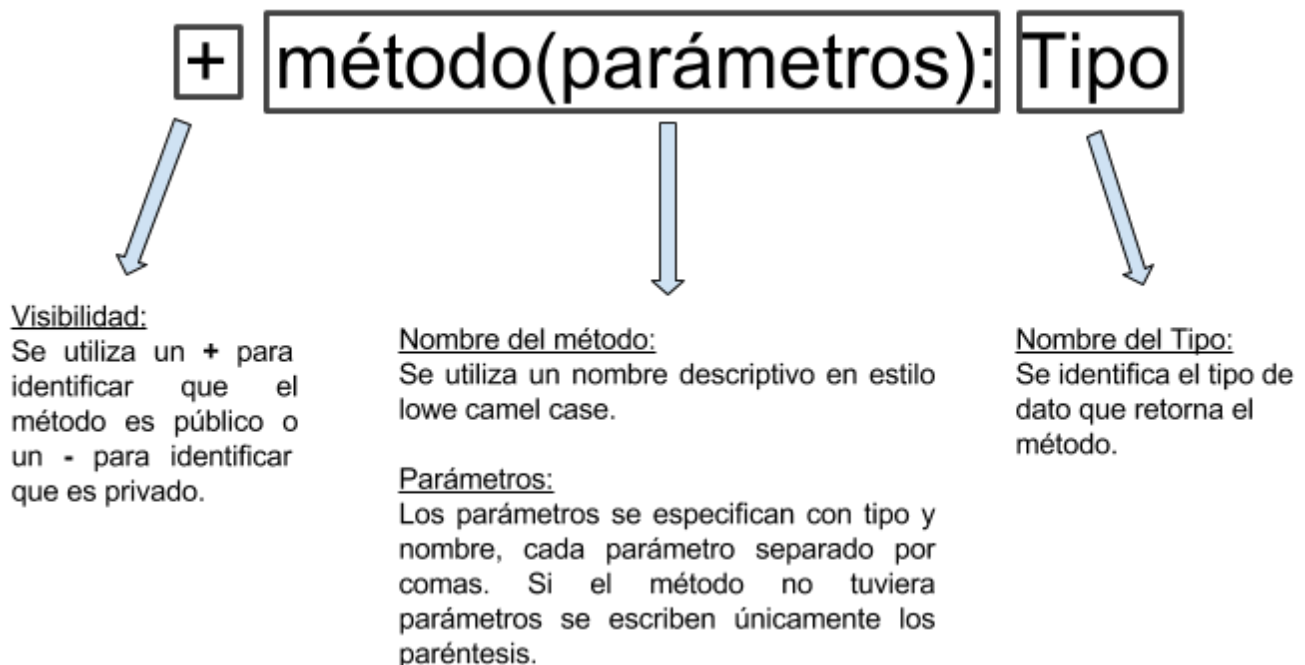 + método(parámetros): Tipo
Visibilidad:
Se utiliza un + para
identificar que el
método es público o
un - para identificar
que es privado.
Nombre del método:
Se utiliza un nombre descriptivo en estilo
lowe camel case.
Parámetros:
Los parámetros se especifican con tipo y
nombre, cada parámetro separado por
comas. Si el método no tuviera
parámetros se escriben únicamente los
paréntesis.
Nombre del Tipo:
Se identifica el tipo de
dato que retorna el
método.